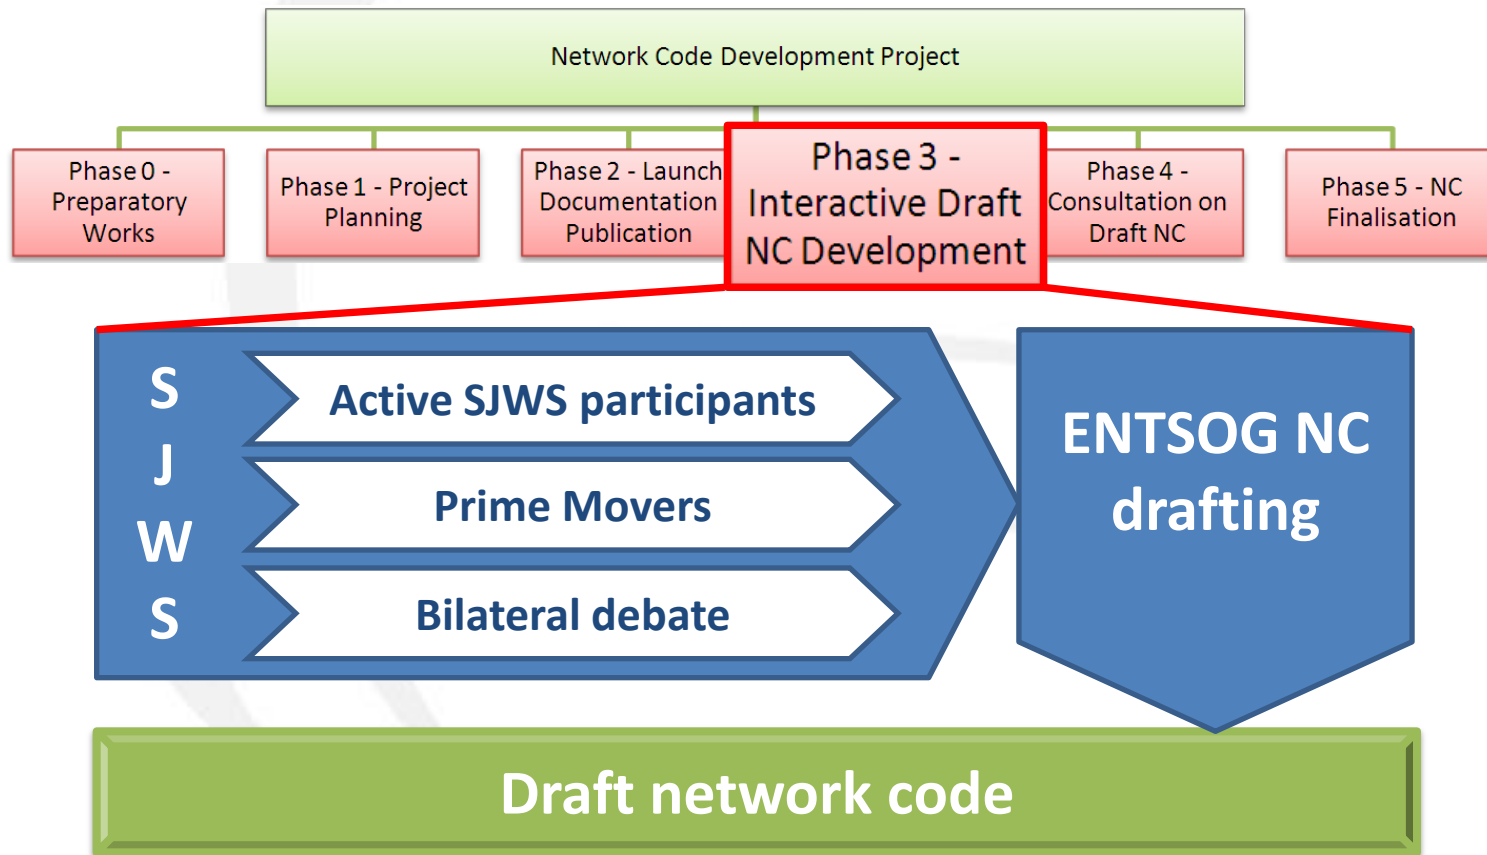 Network Code Development Project
Phase 0 -
Preparatory
Works
Phase 1 - Project
Planning
Phase 2 - Launch
Documentation
Publication
Phase 3 -
Interactive Draft
NC Development
Phase 4 -
Consultation on
Draft NC
Phase 5 - NC
Finalisation
S
J
W
S
Active SJWS participants
Prime Movers
Bilateral debate
ENTSOG NC
drafting
Draft network code